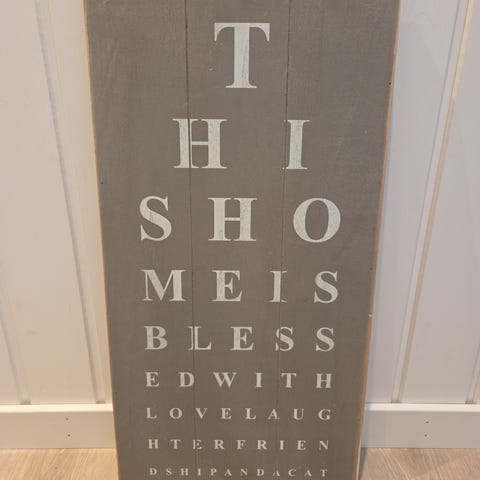 T
HI
SHO
MEIS
BLESS
EDWITH
LOVELAUG
HTERFRIEN
DSHIPANDACAT